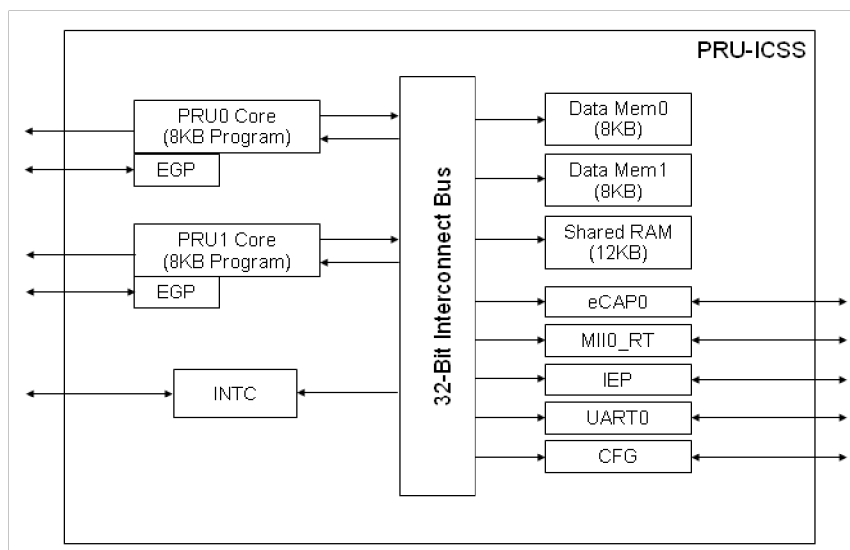 PRU-ICSS
PRU0 Core
(8KB Program)
EGP
PRU1 Core
(8KB Program)
EGP
INTC
32-Bit Interconnect Bus
Data Mem0
(8KB)
Data Mem1
(8KB)
Shared RAM
(12KB)
eCAP0
MII0_RT
IEP
UART0
CFG